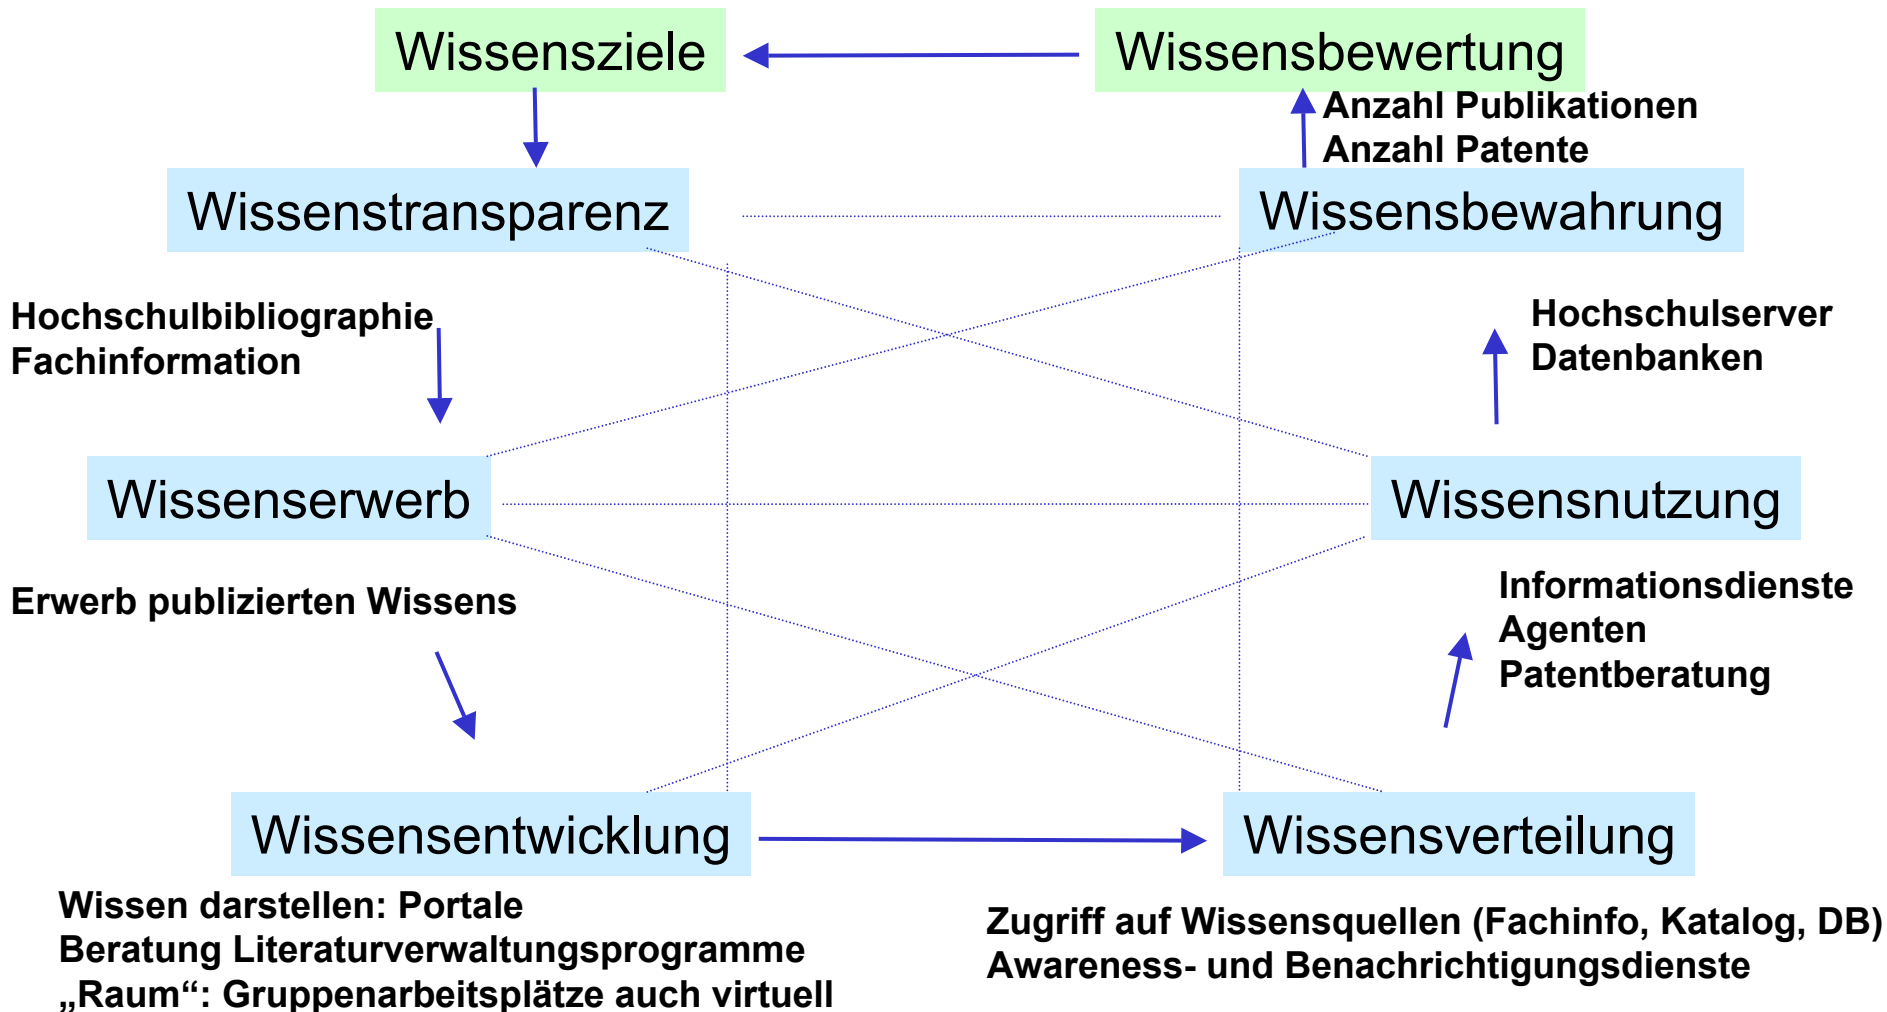 Wissensziele
Wissensbewertung
Anzahl Publikationen
Anzahl Patente
Wissenstransparenz
Wissensbewahrung
Hochschulbibliographie
Fachinformation
Hochschulserver
Datenbanken
Wissenserwerb
Wissensnutzung
Erwerb publizierten Wissens
Informationsdienste
Agenten
Patentberatung
Wissensentwicklung
Wissensverteilung
Wissen darstellen: Portale
Beratung Literaturverwaltungsprogramme
„Raum“: Gruppenarbeitsplätze auch virtuell
Zugriff auf Wissensquellen (Fachinfo, Katalog, DB)
Awareness- und Benachrichtigungsdienste